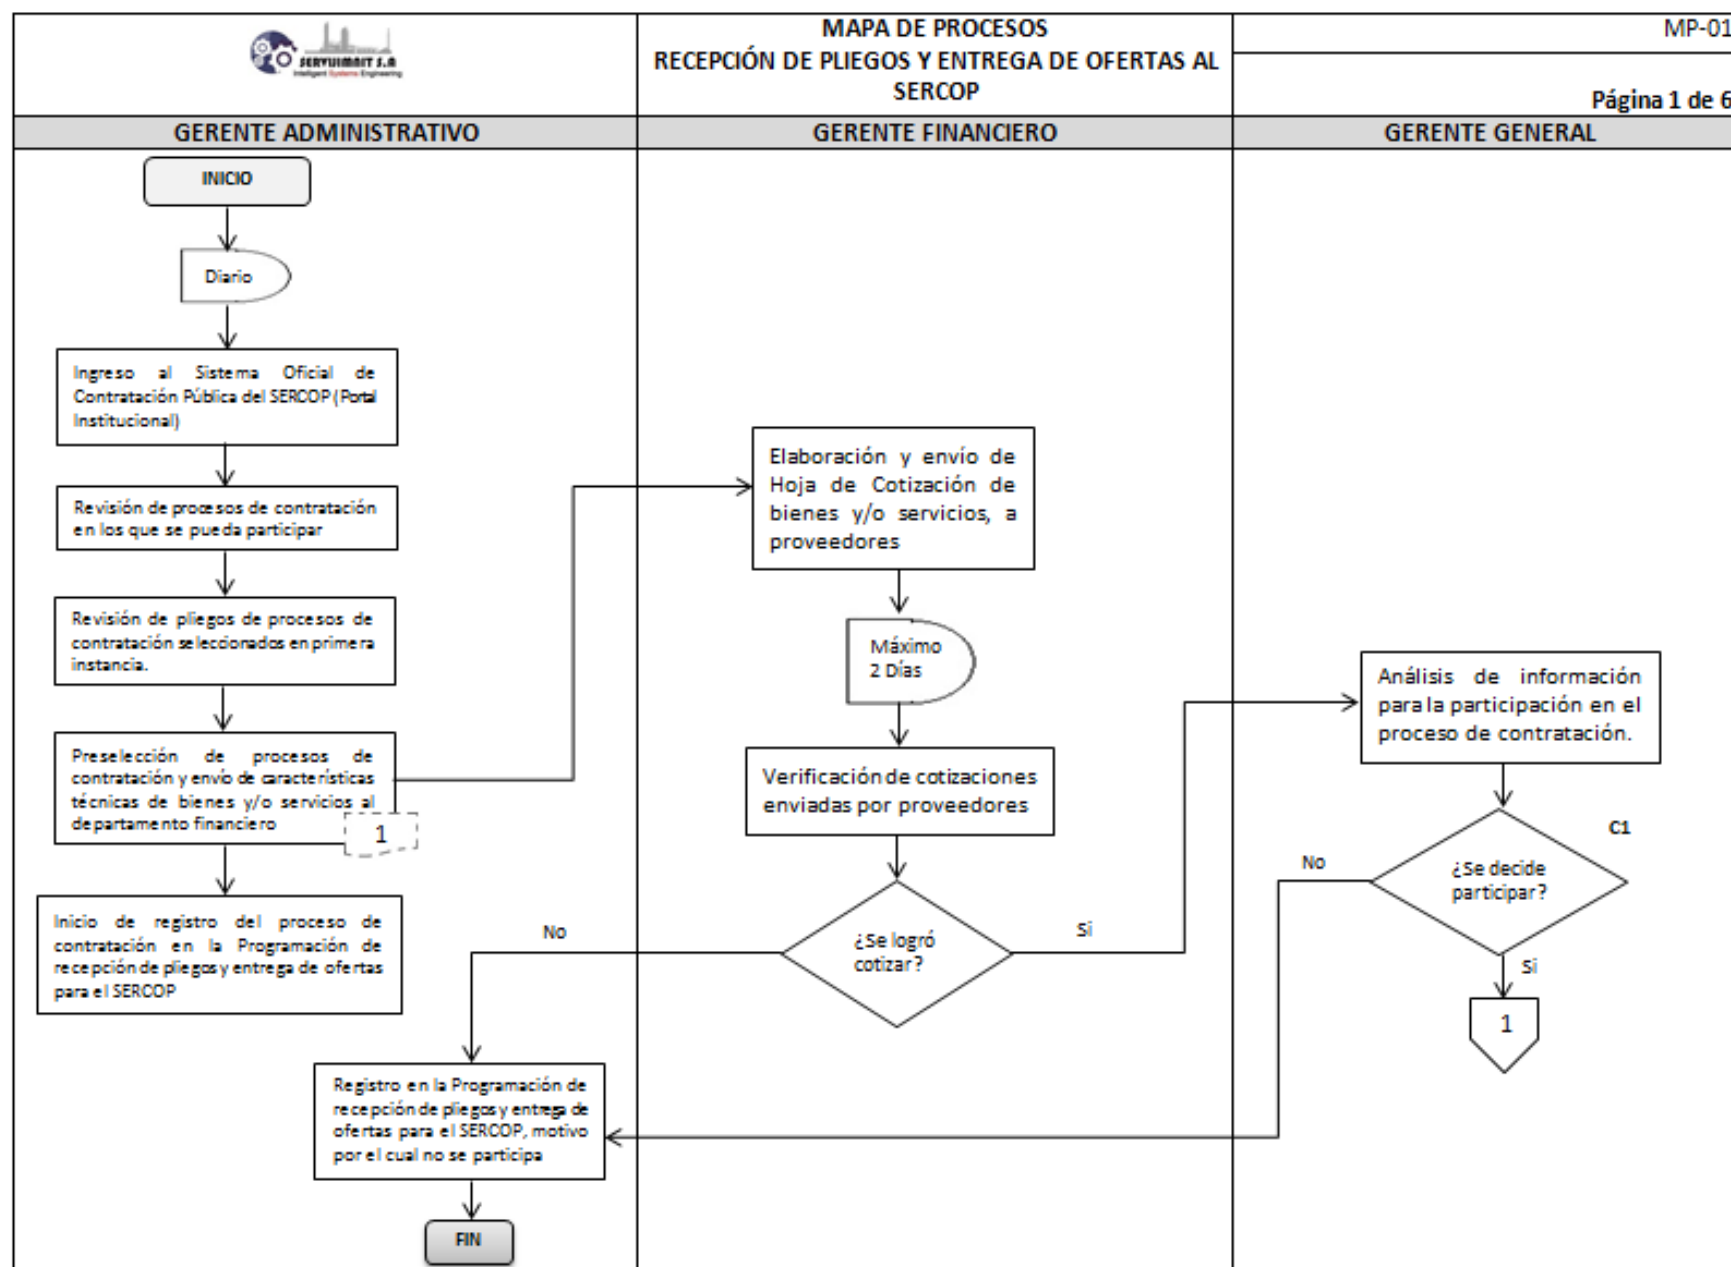 SERVUIMNIT S.A
Intelligent Systems Engineering
MAPA DE PROCESOS
RECEPCIÓN DE PLIEGOS Y ENTREGA DE OFERTAS AL
SERCOP
MP-01
Página 1 de 6
GERENTE ADMINISTRATIVO
GERENTE FINANCIERO
GERENTE GENERAL
INICIO
Diario
Ingreso al Sistema Oficial de
Contratación Pública del SERCOP (Portal
Institucional)
Revisión de procesos de contratación
en los que se pueda participar
Revisión de pliegos de procesos de
contratación seleccionados en primera
instancia.
Preselección de procesos de
contratación y envío de características
técnicas de bienes y/o servicios al
departamento financiero
1
Inicio de registro del proceso de
contratación en la Programación de
recepción de pliegos y entrega de ofertas
para el SERCOP
Elaboración y envío de
Hoja de Cotización de
bienes y/o servicios, a
proveedores
Máximo
2 Días
Verificación de cotizaciones
enviadas por proveedores
¿Se logró
cotizar?
No
Si
Análisis de información
para la participación en el
proceso de contratación.
C1
¿Se decide
participar?
No
Si
1
Registro en la Programación de
recepción de pliegos y entrega de
ofertas para el SERCOP, motivo
por el cual no se participa
FIN